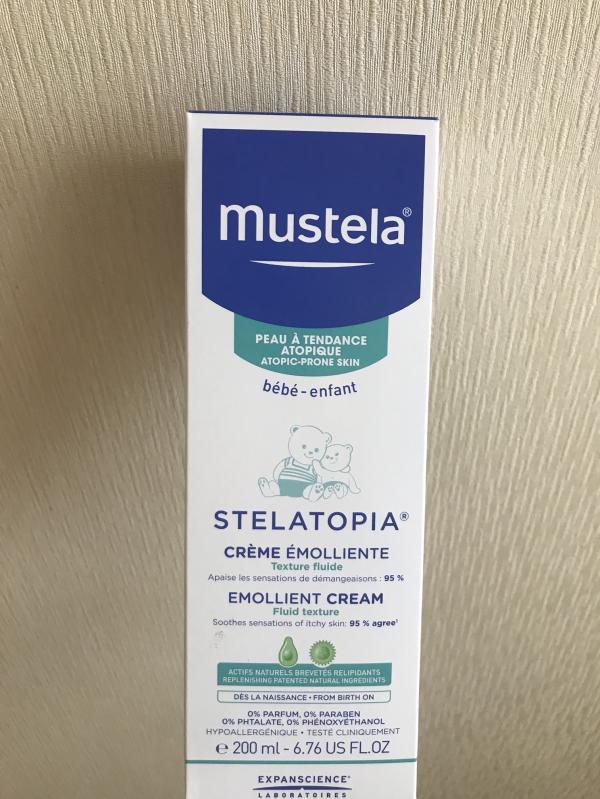 mustela®
PEAU À TENDANCE
ATOPIQUE
ATOPIC-PRONE SKIN
bébé-enfant
STELATOPIA®
CRÈME ÉMOLLIENTE
Texture fluide
Apaise les sensations de démangeaisons : 95 %
EMOLLIENT CREAM
Fluid texture
Soothes sensations of itchy skin: 95 % agree¹
ACTIFS NATURELS BREVETÉS RELIPIDANTS
REPLENISHING PATENTED NATURAL INGREDIENTS
DÈS LA NAISSANCE • FROM BIRTH ON
0% PARFUM, 0% PARABEN
0% PHTALATE, 0% PHÉNOXYÉTHANOL
HYPOALLERGÉNIQUE • TESTÉ CLINIQUEMENT
℮ 200 ml - 6.76 US FL.OZ
EXPANSCIENCE®
LABORATOIRES